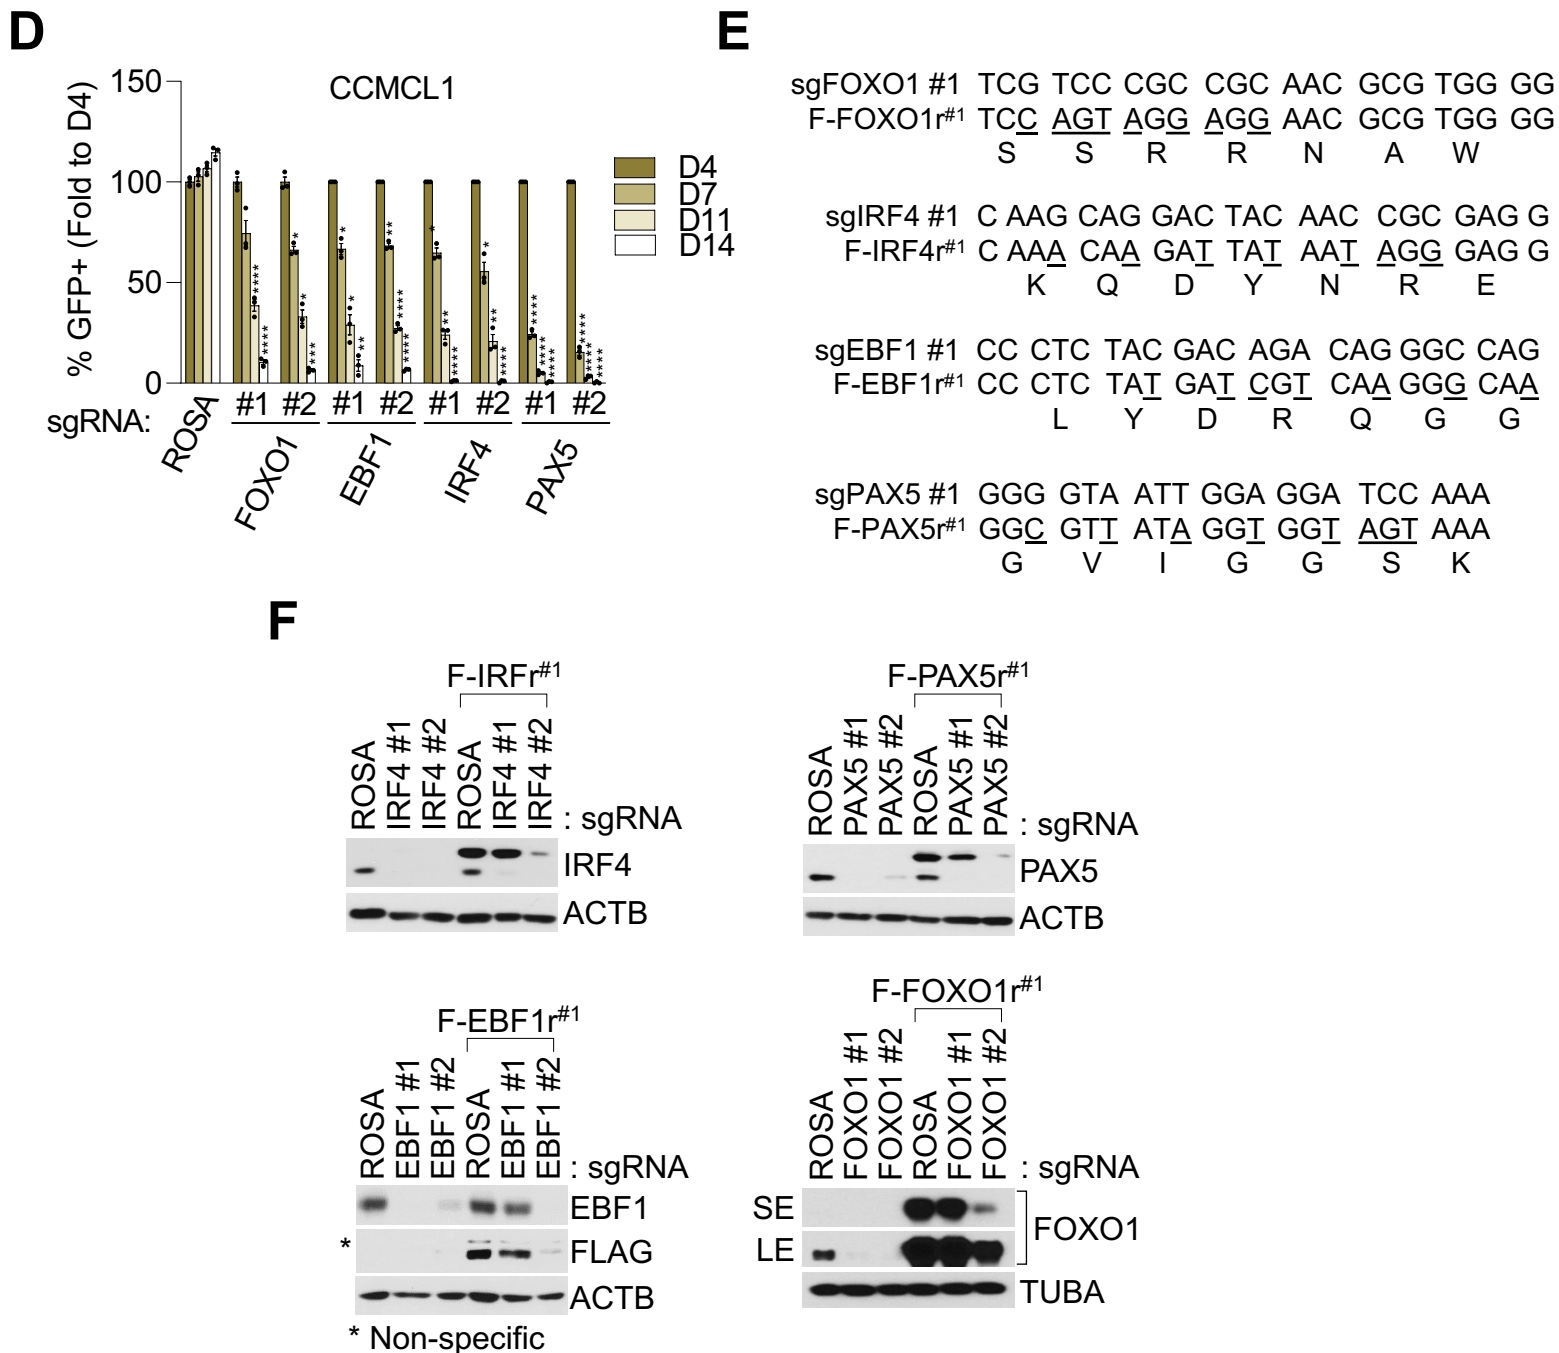 D
CCMCL1
% GFP+ (Fold to D4)
150
100
50
0
D4
D7
D11
D14
* **** **** * * **** * * ** ** **** **** * ** **** * ** **** **** **** **** **** **** ****
sgRNA:
#1 #2 #1 #2 #1 #2 #1 #2
ROSA
FOXO1
EBF1
IRF4
PAX5
E
sgFOXO1 #1 TCG TCC CGC CGC AAC GCG TGG GG
F-FOXO1r#1 TCC AGT AGG AGG AAC GCG TGG GG
S S R R N A W
sgIRF4 #1 C AAG CAG GAC TAC AAC CGC GAG G
F-IRF4r#1 C AAA CAA GAT TAT AAT AGG GAG G
K Q D Y N R E
sgEBF1 #1 CC CTC TAC GAC AGA CAG GGC CAG
F-EBF1r#1 CC CTC TAT GAT CGT CAA GGG CAA
L Y D R Q G G
sgPAX5 #1 GGG GTA ATT GGA GGA TCC AAA
F-PAX5r#1 GGC GTT ATA GGT GGT AGT AAA
G V I G G S K
F
F-IRFr#1
ROSA
IRF4 #1
IRF4 #2
ROSA
IRF4 #1
IRF4 #2
: sgRNA
IRF4
ACTB
F-PAX5r#1
ROSA
PAX5 #1
PAX5 #2
ROSA
PAX5 #1
PAX5 #2
: sgRNA
PAX5
ACTB
F-EBF1r#1
ROSA
EBF1 #1
EBF1 #2
ROSA
EBF1 #1
EBF1 #2
: sgRNA
EBF1
* FLAG
ACTB
* Non-specific
F-FOXO1r#1
ROSA
FOXO1 #1
FOXO1 #2
ROSA
FOXO1 #1
FOXO1 #2
: sgRNA
SE
LE
FOXO1
TUBA